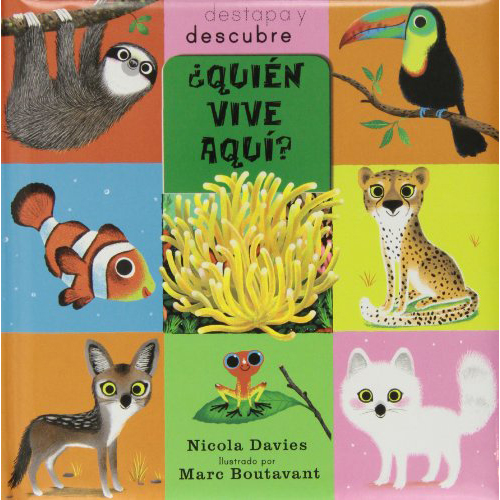 destapa y
descubre
¿QUIÉN
VIVE
AQUÍ?
Nicola Davies
Ilustrado por
Marc Boutavant